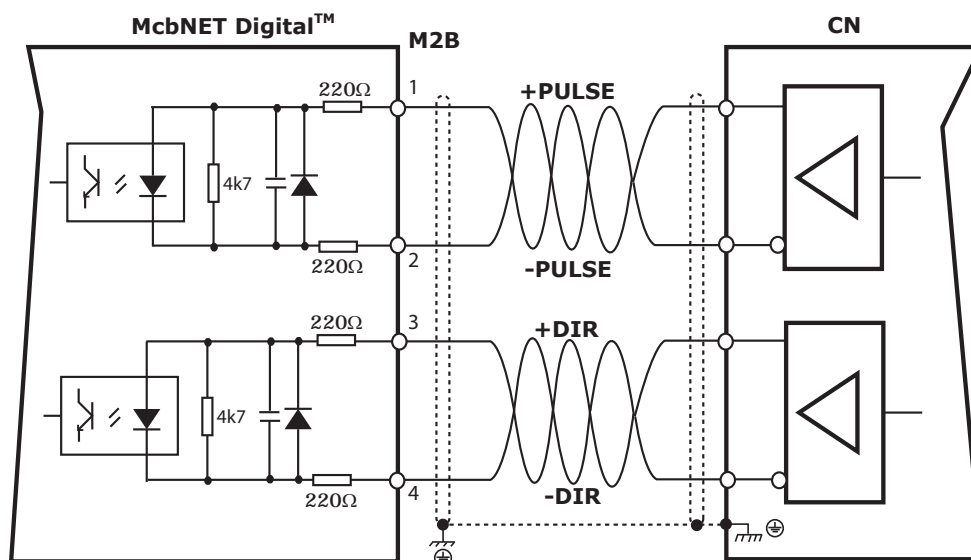 McbNET Digital™
M2B
CN
220Ω
1
+PULSE
4k7
220Ω
2
-PULSE
220Ω
3
+DIR
4k7
220Ω
4
-DIR